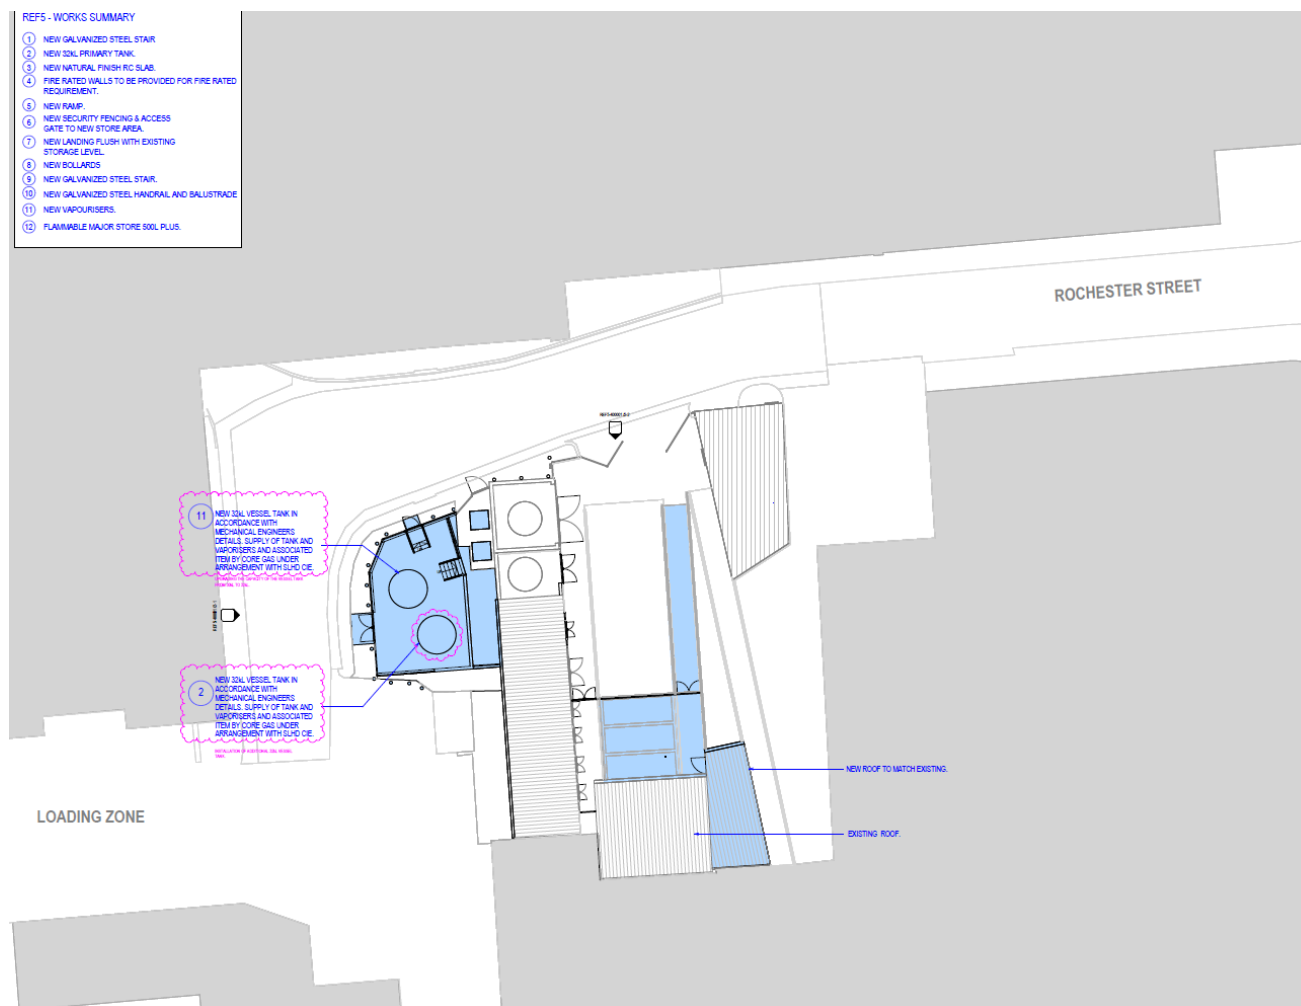 REF5 - WORKS SUMMARY
1 NEW GALVANIZED STEEL STAIR
2 NEW 32kL PRIMARY TANK.
3 NEW NATURAL FINISH RC SLAB.
4 FIRE RATED WALLS TO BE PROVIDED FOR FIRE RATED
REQUIREMENT.
5 NEW RAMP.
6 NEW SECURITY FENCING & ACCESS
GATE TO NEW STORE AREA.
7 NEW LANDING FLUSH WITH EXISTING
STORAGE LEVEL.
8 NEW BOLLARDS
9 NEW GALVANIZED STEEL STAIR.
10 NEW GALVANIZED STEEL HANDRAIL AND BALUSTRADE
11 NEW VAPOURISERS.
12 FLAMMABLE MAJOR STORE 500L PLUS.
ROCHESTER STREET
11
NEW 32kL VESSEL TANK IN
ACCORDANCE WITH
MECHANICAL ENGINEERS
DETAILS. SUPPLY OF TANK AND
VAPORISERS AND ASSOCIATED
ITEM BY CORE GAS UNDER
ARRANGEMENT WITH SLHD CIE.
2
NEW 32kL VESSEL TANK IN
ACCORDANCE WITH
MECHANICAL ENGINEERS
DETAILS. SUPPLY OF TANK AND
VAPORISERS AND ASSOCIATED
ITEM BY CORE GAS UNDER
ARRANGEMENT WITH SLHD CIE.
INSTALLATION OF ADDITIONAL 32kL VESSEL
TANK.
NEW ROOF TO MATCH EXISTING.
LOADING ZONE
EXISTING ROOF.